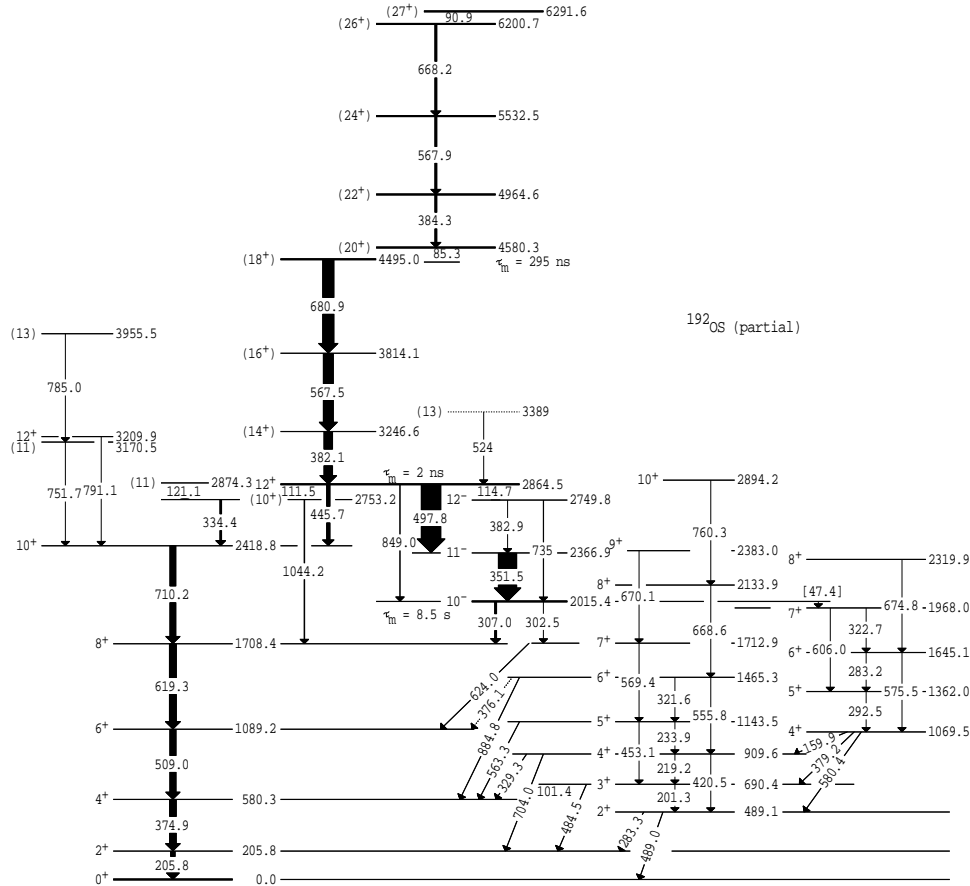 (27⁺) 90.9 6291.6
(26⁺) 6200.7
668.2
(24⁺) 5532.5
567.9
(22⁺) 4964.6
384.3
(20⁺) 4580.3
(18⁺) 4495.0 85.3 τm = 295 ns
680.9
¹⁹²OS (partial)
(13) 3955.5
(16⁺) 3814.1
785.0
567.5
(13) 3389
(14⁺) 3246.6
12⁺ 3209.9
(11) 3170.5
524
382.1
751.7 791.1
τm = 2 ns
(11) 2874.3 12⁺ 2864.5
10⁺ 2894.2
121.1 (10⁺) 111.5 2753.2 114.7 12⁻ 2749.8
334.4 445.7 497.8 382.9
849.0 735 760.3
10⁺ 2418.8 11⁻ 2366.9 9⁺ 2383.0
8⁺ 2319.9
1044.2 351.5
670.1 8⁺ 2133.9 [47.4] 674.8
10⁻ 2015.4
τm = 8.5 s
7⁺ 1968.0
710.2 307.0 302.5 668.6 606.0 322.7
8⁺ 1708.4 7⁺ 1712.9 6⁺ 1645.1
619.3 624.0 376.1 569.4 6⁺ 1465.3 283.2 575.5
321.6 555.8 5⁺ 1362.0
884.8 292.5
6⁺ 1089.2 5⁺ 1143.5 4⁺ 1069.5
509.0 563.3 329.3 453.1 233.9 159.9 379.2 580.4
4⁺ 909.6
219.2 420.5
4⁺ 580.3 101.4 3⁺ 690.4
374.9 704.0 484.5 201.3
2⁺ 489.1
283.3 489.0
2⁺ 205.8
205.8
0⁺ 0.0